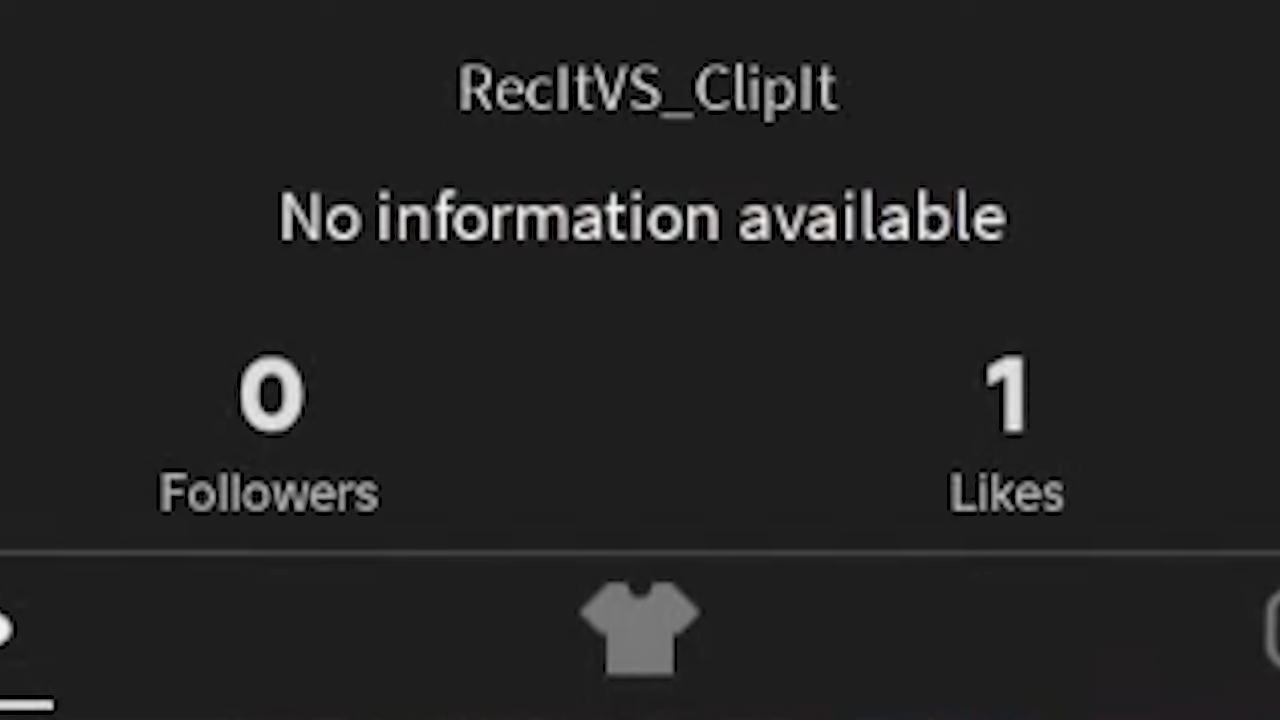 RecItVS_ClipIt
No information available
0
1
Followers
Likes